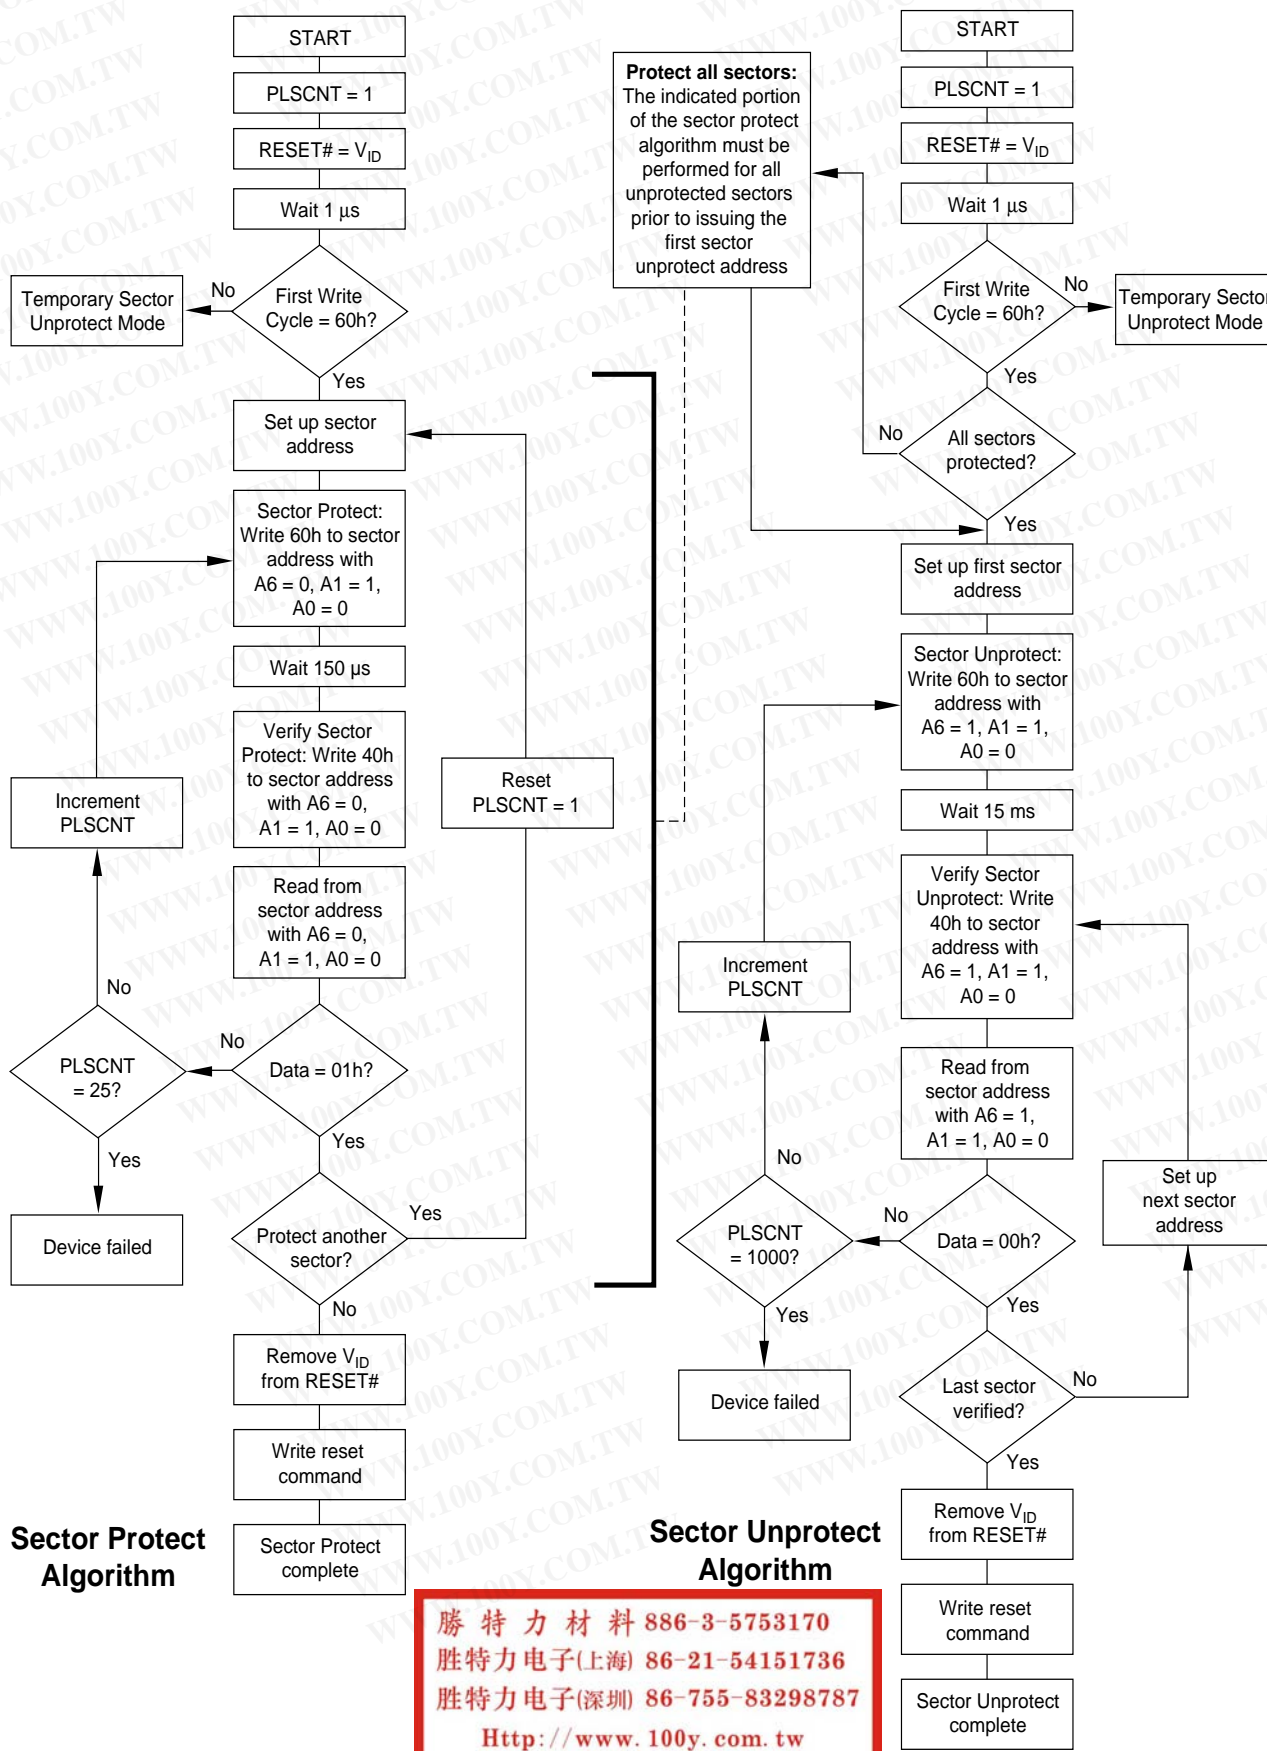 START
PLSCNT = 1
RESET# = VID
Wait 1 μs
First Write
Cycle = 60h?
No
Temporary Sector
Unprotect Mode
Yes
Set up sector
address
Sector Protect:
Write 60h to sector
address with
A6 = 0, A1 = 1,
A0 = 0
Wait 150 µs
Verify Sector
Protect: Write 40h
to sector address
with A6 = 0,
A1 = 1, A0 = 0
Read from
sector address
with A6 = 0,
A1 = 1, A0 = 0
Data = 01h?
No
PLSCNT
= 25?
No
Increment
PLSCNT
Yes
Device failed
Yes
Protect another
sector?
Yes
Reset
PLSCNT = 1
No
Remove VID
from RESET#
Write reset
command
Sector Protect
complete
Sector Protect
Algorithm
Protect all sectors:
The indicated portion
of the sector protect
algorithm must be
performed for all
unprotected sectors
prior to issuing the
first sector
unprotect address
START
PLSCNT = 1
RESET# = VID
Wait 1 μs
First Write
Cycle = 60h?
No
Temporary Sector
Unprotect Mode
Yes
All sectors
protected?
No
Yes
Set up first sector
address
Sector Unprotect:
Write 60h to sector
address with
A6 = 1, A1 = 1,
A0 = 0
Wait 15 ms
Verify Sector
Unprotect: Write
40h to sector
address with
A6 = 1, A1 = 1,
A0 = 0
Read from
sector address
with A6 = 1,
A1 = 1, A0 = 0
Data = 00h?
No
PLSCNT
= 1000?
No
Increment
PLSCNT
Yes
Device failed
Yes
Last sector
verified?
No
Set up
next sector
address
Yes
Remove VID
from RESET#
Write reset
command
Sector Unprotect
complete
Sector Unprotect
Algorithm
勝 特 力 材 料 886-3-5753170
胜特力电子(上海) 86-21-54151736
胜特力电子(深圳) 86-755-83298787
Http://www.100y.com.tw
WWW.100Y.COM.TW